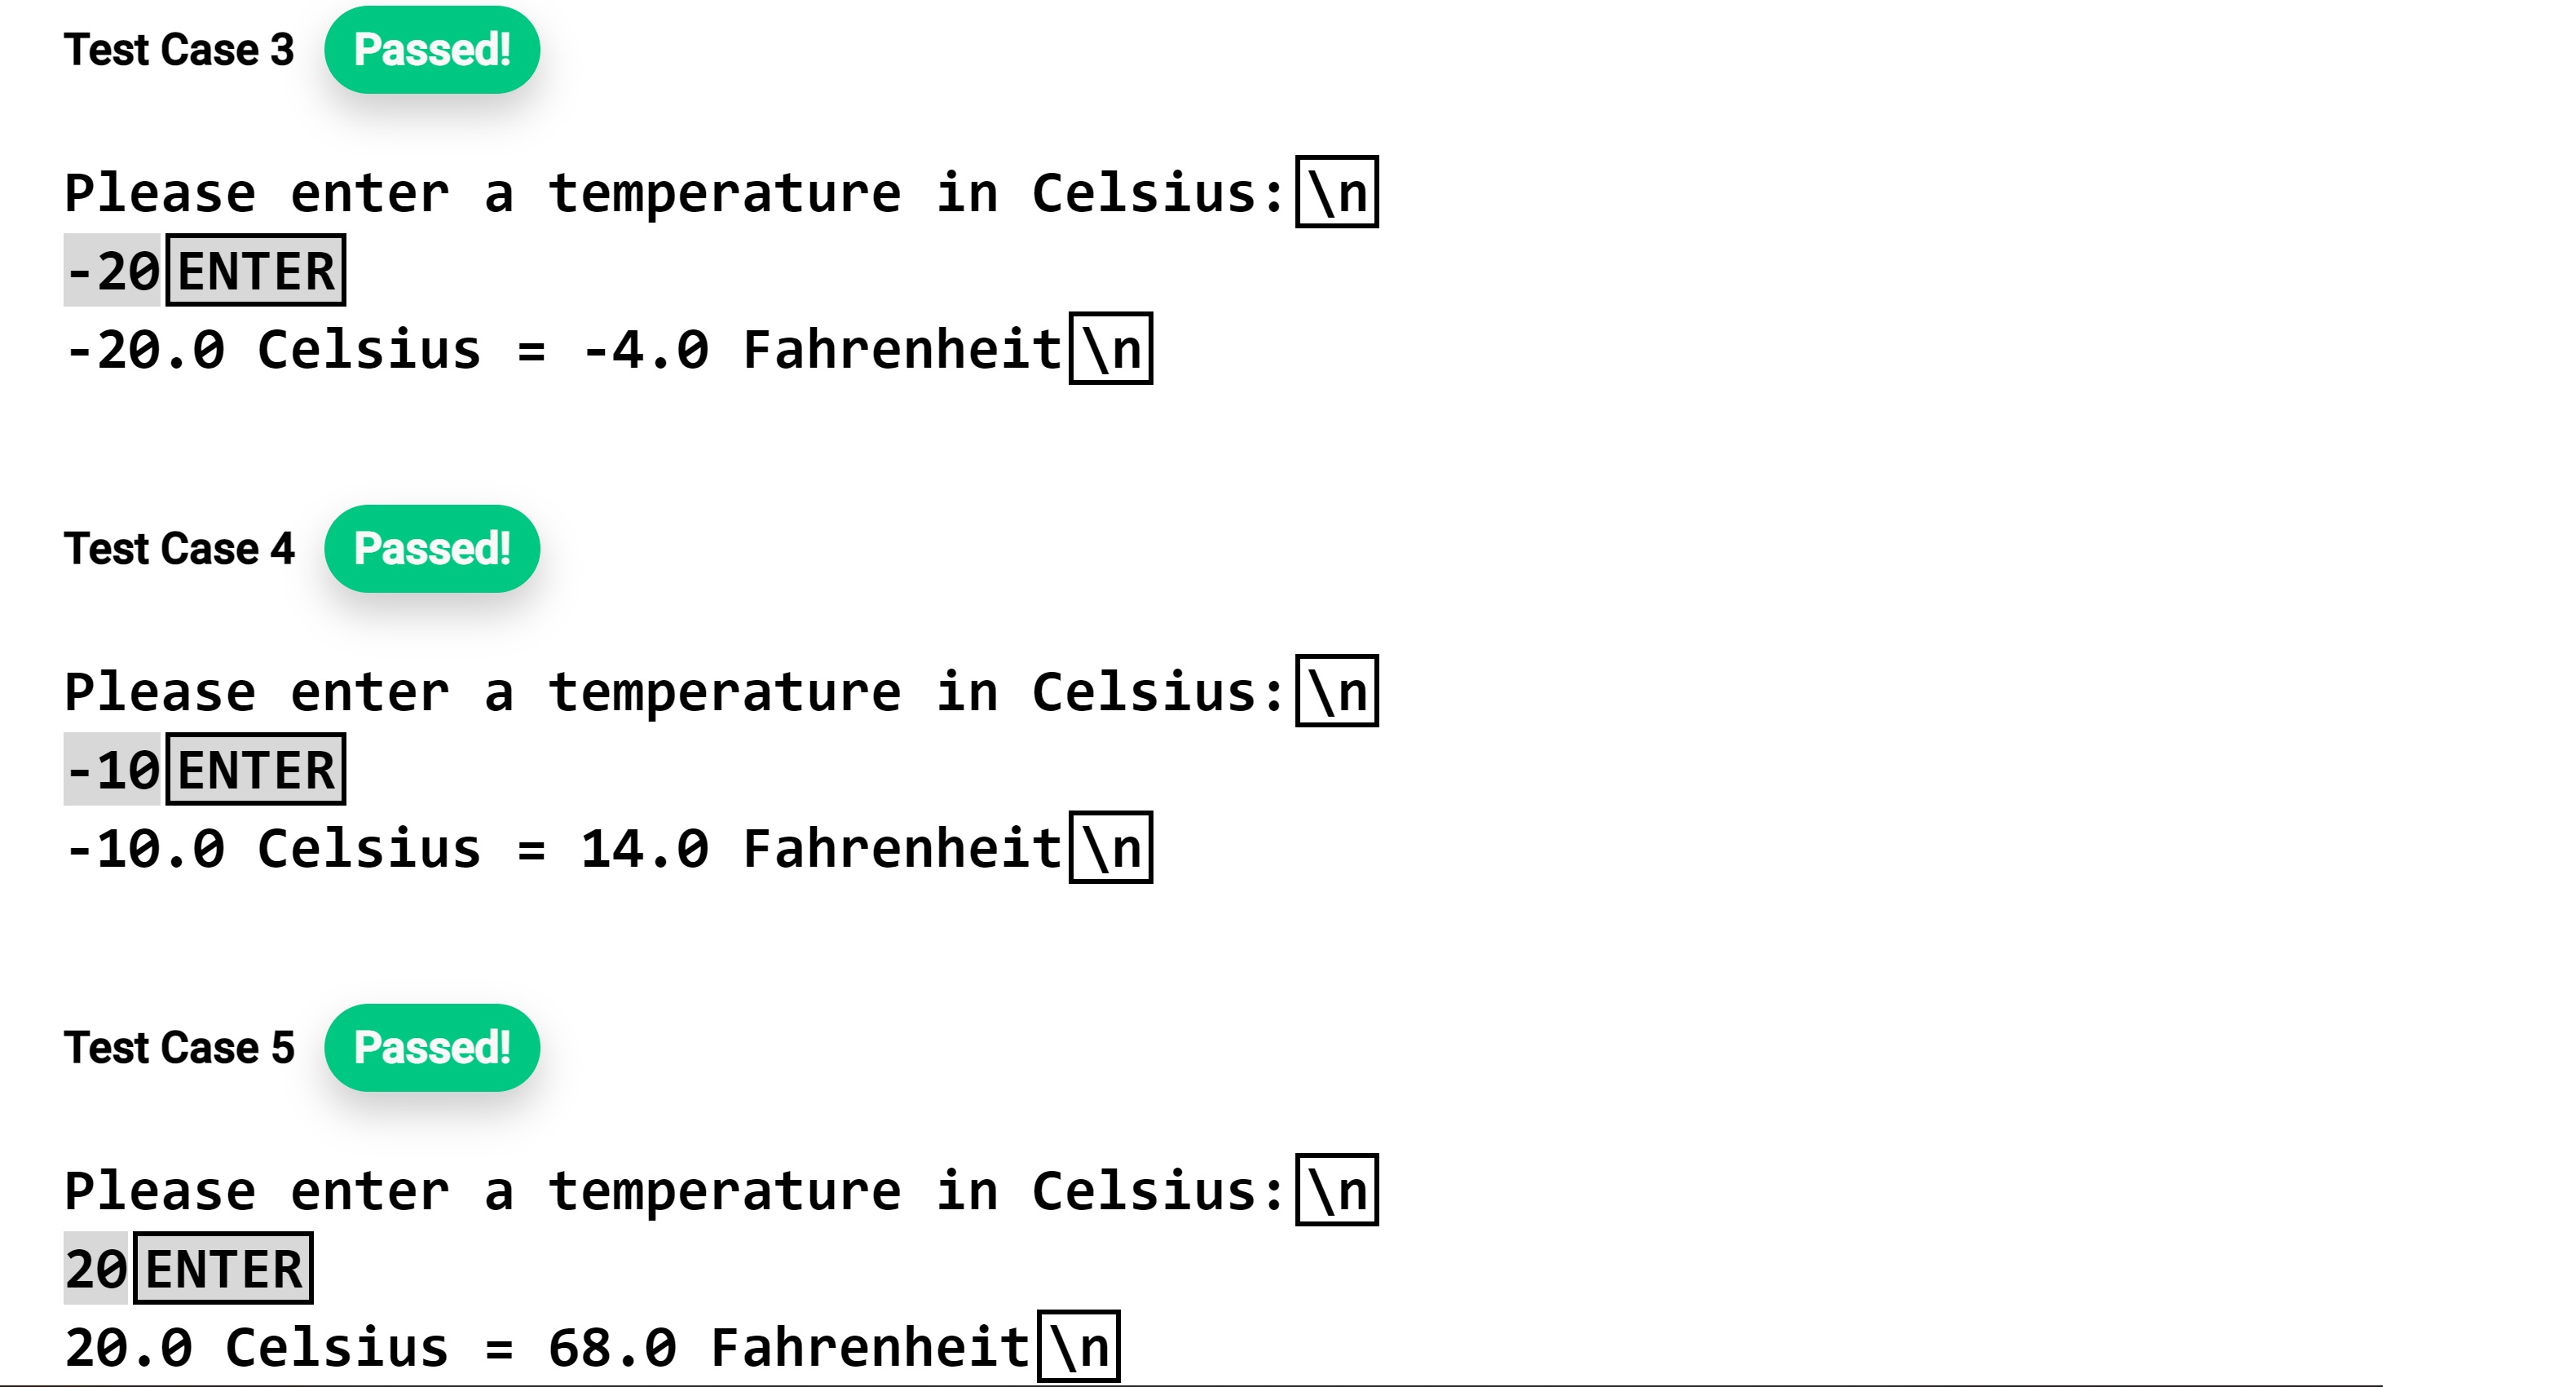 Test Case 3 Passed!
Please enter a temperature in Celsius:\n
-20ENTER
-20.0 Celsius = -4.0 Fahrenheit\n
Test Case 4 Passed!
Please enter a temperature in Celsius:\n
-10ENTER
-10.0 Celsius = 14.0 Fahrenheit\n
Test Case 5 Passed!
Please enter a temperature in Celsius:\n
20ENTER
20.0 Celsius = 68.0 Fahrenheit\n